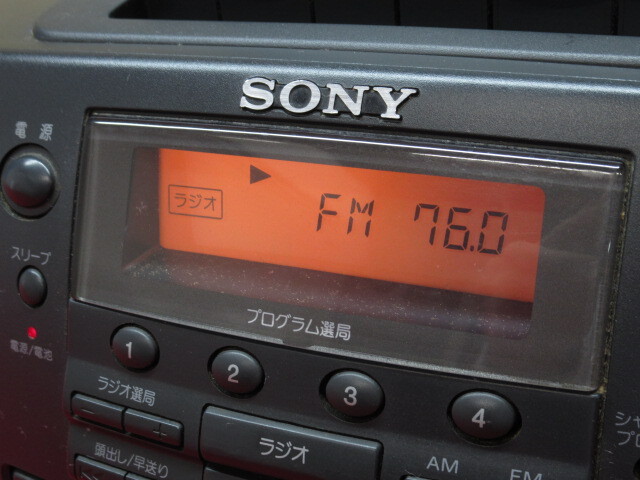 SONY
電源
ラジオ
FM 76.0
スリープ
電源/電池
プログラム選局
1
2
3
4
ラジオ選局
−
+
ラジオ
頭出し/早送り
AM